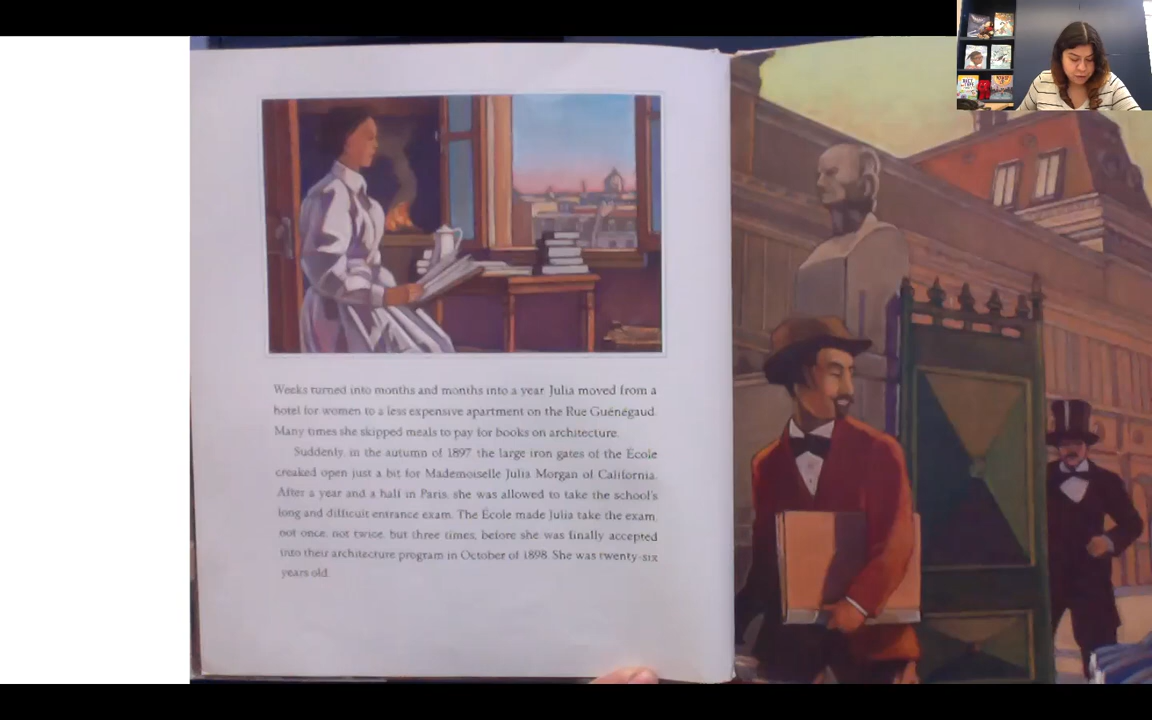 Weeks turned into months and months into a year. Julia moved from a
hotel for women to a less expensive apartment on the Rue Guénégaud.
Many times she skipped meals to pay for books on architecture.
Suddenly, in the autumn of 1897 the large iron gates of the École
creaked open just a bit for Mademoiselle Julia Morgan of California.
After a year and a half in Paris, she was allowed to take the school's
long and difficult entrance exam. The École made Julia take the exam,
not once, not twice, but three times, before she was finally accepted
into their architecture program in October of 1898. She was twenty-six
years old.